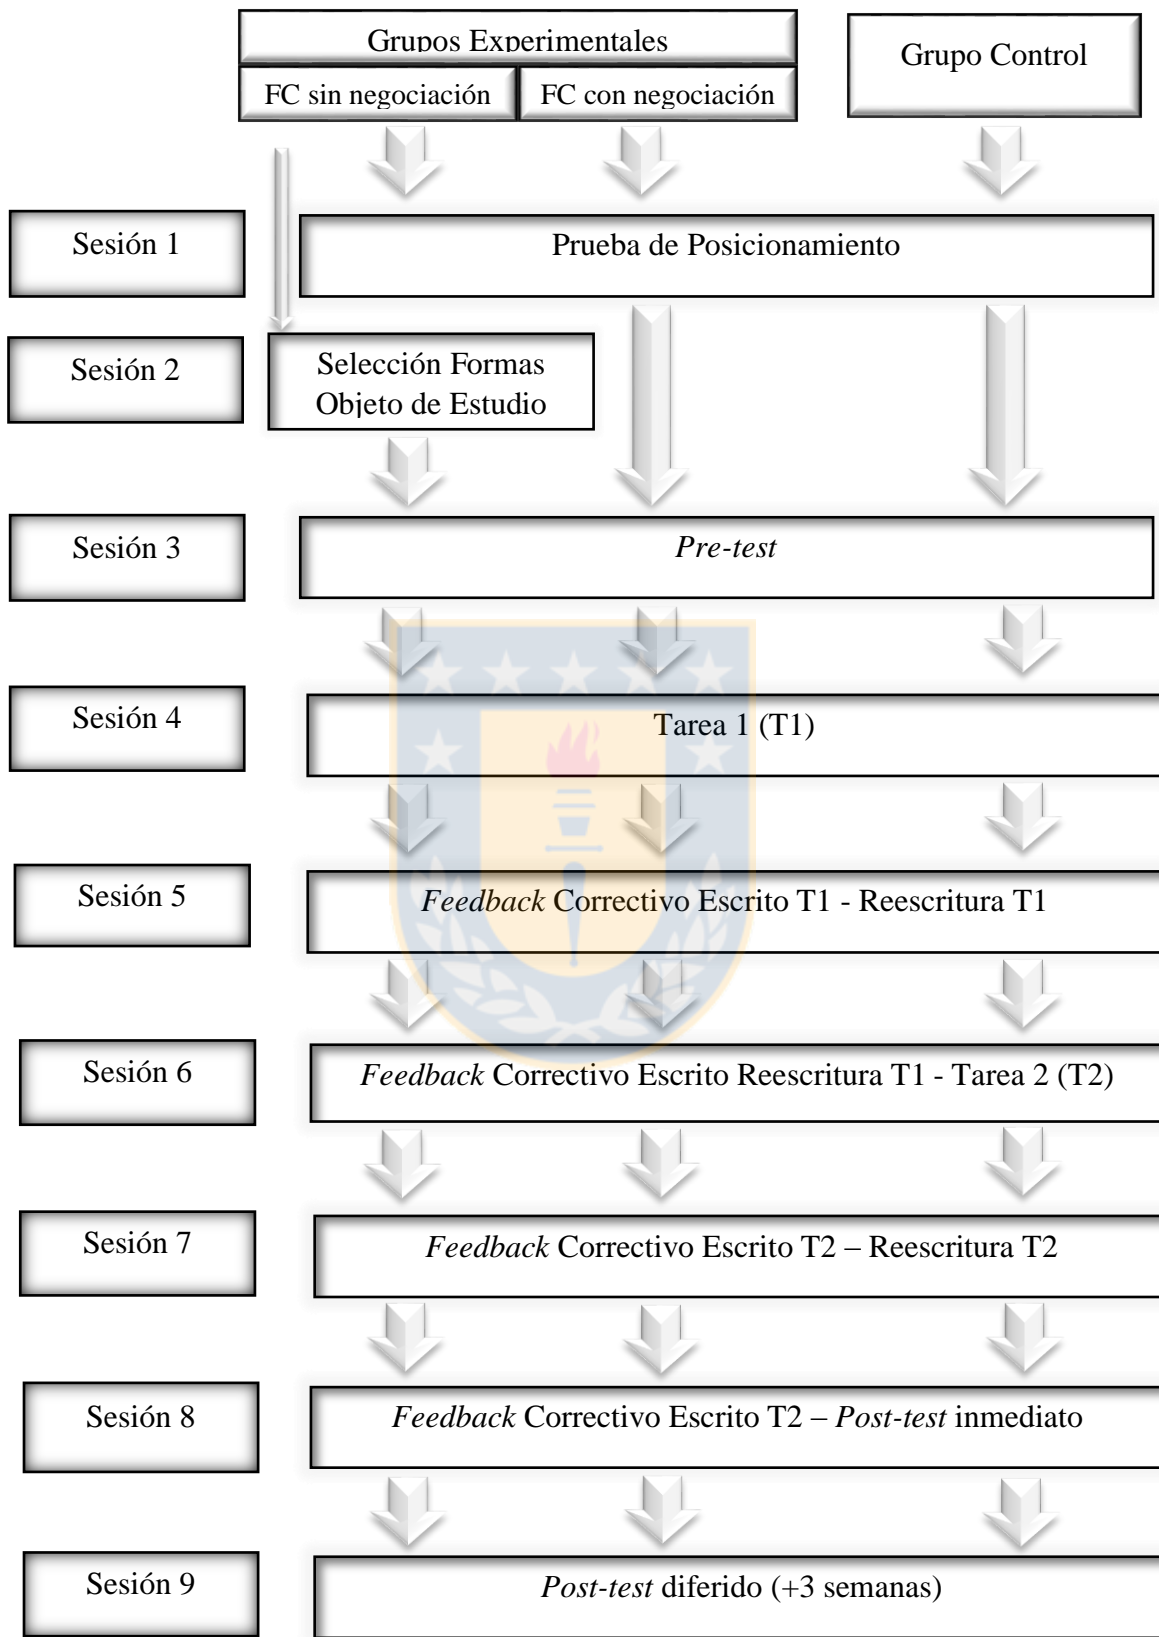 Grupos Experimentales
Grupo Control
FC sin negociación
FC con negociación
Sesión 1
Prueba de Posicionamiento
Sesión 2
Selección Formas
Objeto de Estudio
Sesión 3
Pre-test
Sesión 4
Tarea 1 (T1)
Sesión 5
Feedback Correctivo Escrito T1 - Reescritura T1
Sesión 6
Feedback Correctivo Escrito Reescritura T1 - Tarea 2 (T2)
Sesión 7
Feedback Correctivo Escrito T2 – Reescritura T2
Sesión 8
Feedback Correctivo Escrito T2 – Post-test inmediato
Sesión 9
Post-test diferido (+3 semanas)